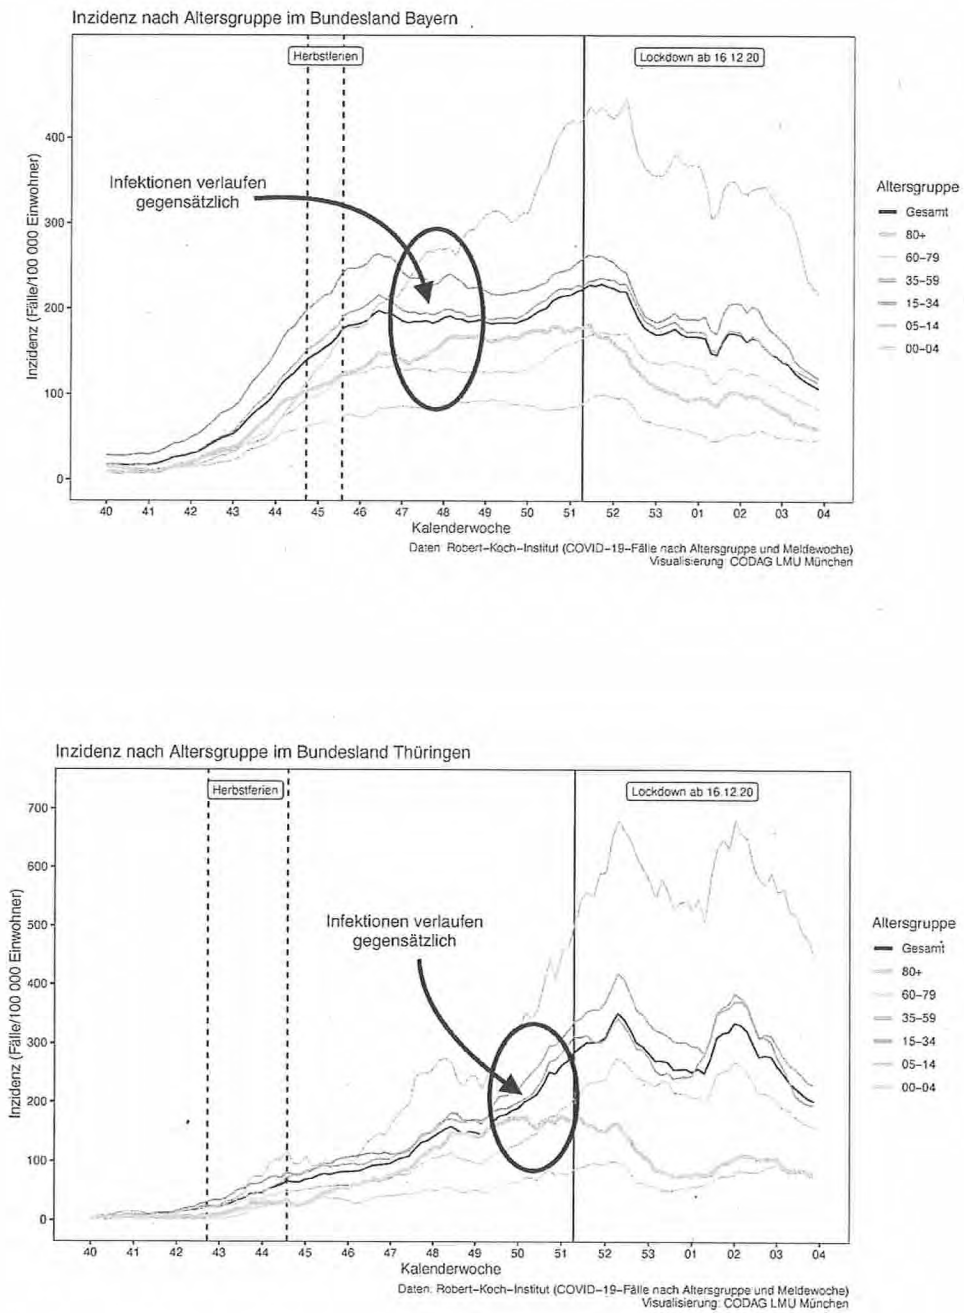 Inzidenz nach Altersgruppe im Bundesland Bayern
Herbstferien
Lockdown ab 16 12 20
Infektionen verlaufen
gegensätzlich
Inzidenz (Fälle/100 000 Einwohner)
400
300
200
100
0
40 41 42 43 44 45 46 47 48 49 50 51 52 53 01 02 03 04
Kalenderwoche
Altersgruppe
Gesamt
80+
60–79
35–59
15–34
05–14
00–04
Daten: Robert–Koch–Institut (COVID–19–Fälle nach Altersgruppe und Meldewoche)
Visualisierung: CODAG LMU München
Inzidenz nach Altersgruppe im Bundesland Thüringen
Herbstferien
Lockdown ab 16.12.20
Infektionen verlaufen
gegensätzlich
Inzidenz (Fälle/100 000 Einwohner)
700
600
500
400
300
200
100
0
40 41 42 43 44 45 46 47 48 49 50 51 52 53 01 02 03 04
Kalenderwoche
Altersgruppe
Gesamt
80+
60–79
35–59
15–34
05–14
00–04
Daten: Robert–Koch–Institut (COVID–19–Fälle nach Altersgruppe und Meldewoche)
Visualisierung: CODAG LMU München